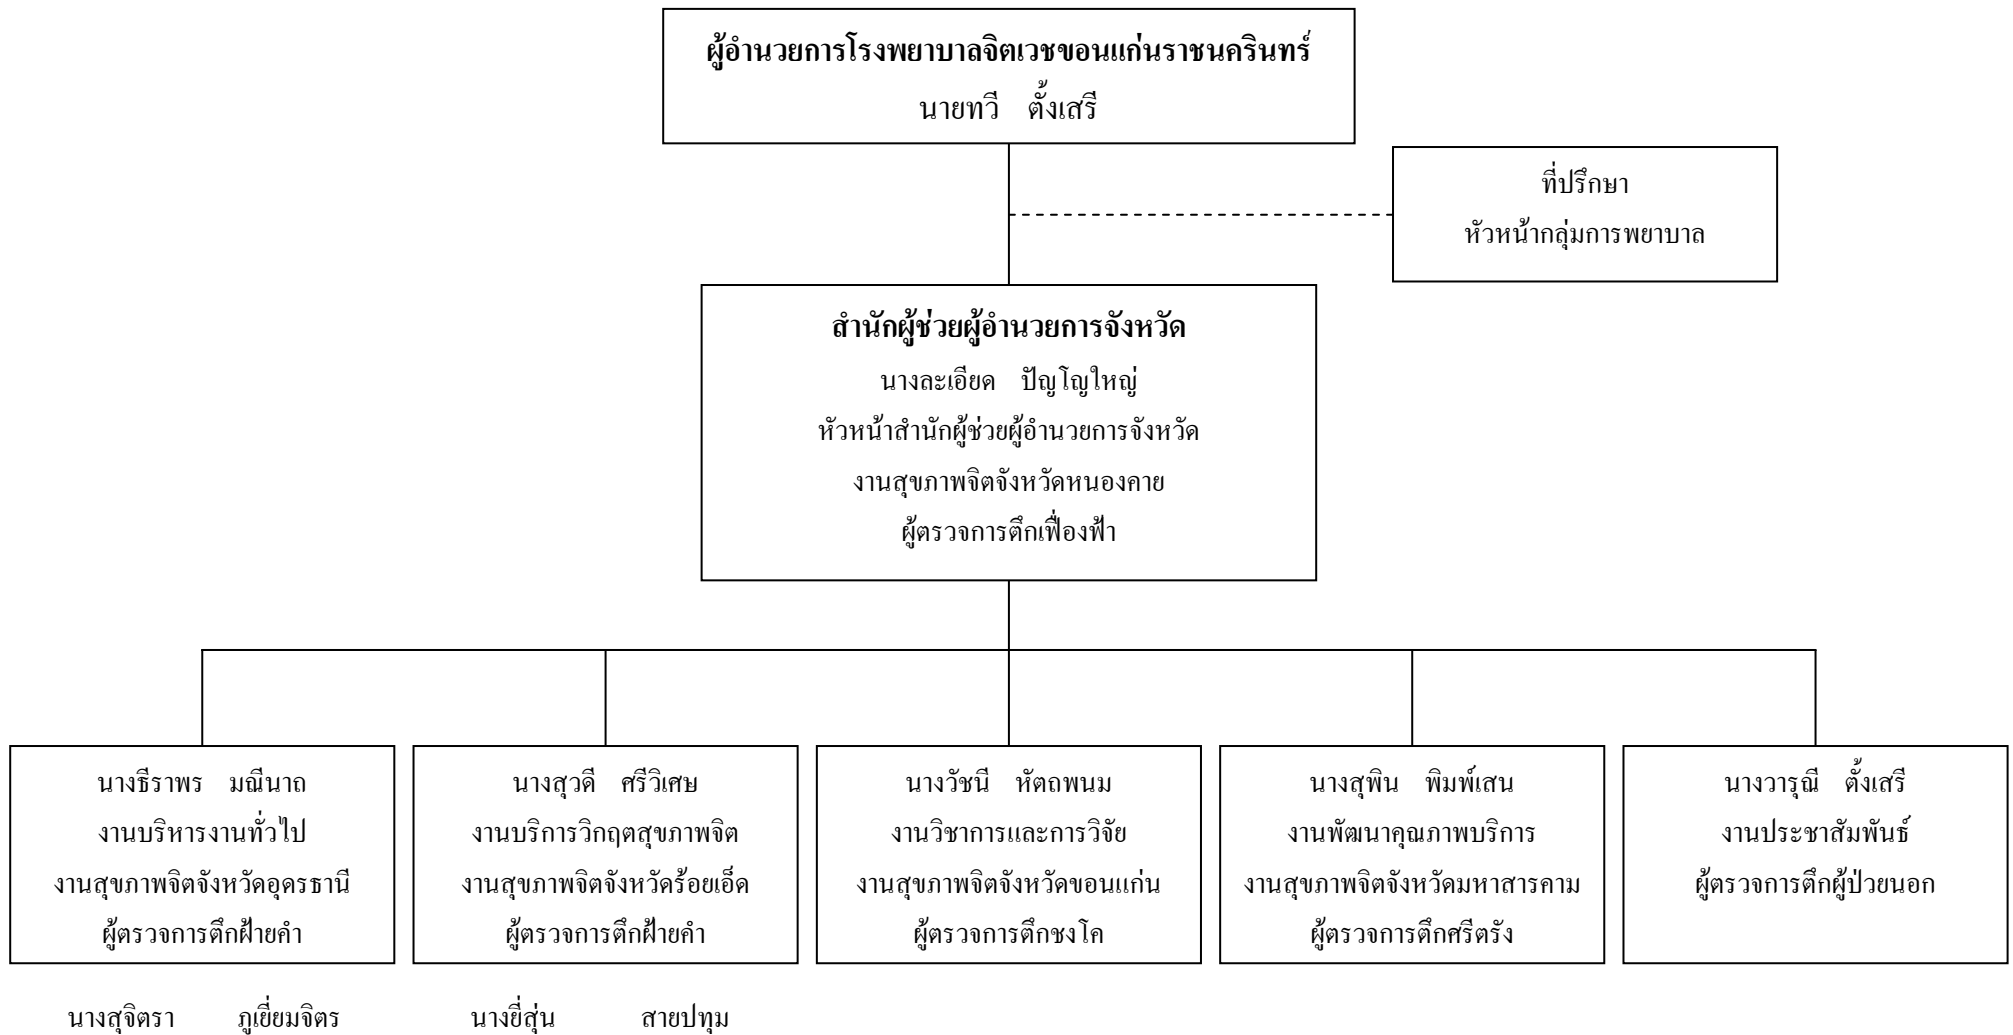 ผู้อำนวยการโรงพยาบาลจิตเวชขอนแก่นราชนครินทร์
นายทวี ตั้งเสรี
ที่ปรึกษา
หัวหน้ากลุ่มการพยาบาล
สำนักผู้ช่วยผู้อำนวยการจังหวัด
นางละเอียด ปัญโญใหญ่
หัวหน้าสำนักผู้ช่วยผู้อำนวยการจังหวัด
งานสุขภาพจิตจังหวัดหนองคาย
ผู้ตรวจการตึกเฟื่องฟ้า
นางธีราพร มณีนาถ
งานบริหารงานทั่วไป
งานสุขภาพจิตจังหวัดอุดรธานี
ผู้ตรวจการตึกฝ้ายคำ
นางสุวดี ศรีวิเศษ
งานบริการวิกฤตสุขภาพจิต
งานสุขภาพจิตจังหวัดร้อยเอ็ด
ผู้ตรวจการตึกฝ้ายคำ
นางวัชนี หัตถพนม
งานวิชาการและการวิจัย
งานสุขภาพจิตจังหวัดขอนแก่น
ผู้ตรวจการตึกชงโค
นางสุพิน พิมพ์เสน
งานพัฒนาคุณภาพบริการ
งานสุขภาพจิตจังหวัดมหาสารคาม
ผู้ตรวจการตึกศรีตรัง
นางวารุณี ตั้งเสรี
งานประชาสัมพันธ์
ผู้ตรวจการตึกผู้ป่วยนอก
นางสุจิตรา ภูเยี่ยมจิตร
นางยี่สุ่น สายปทุม